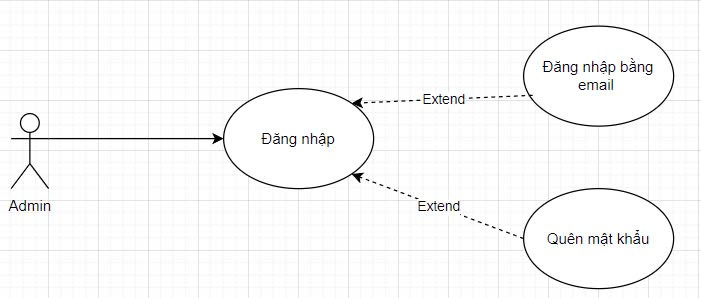 Đăng nhập bằng
email
Extend
Đăng nhập
Admin
Extend
Quên mật khẩu